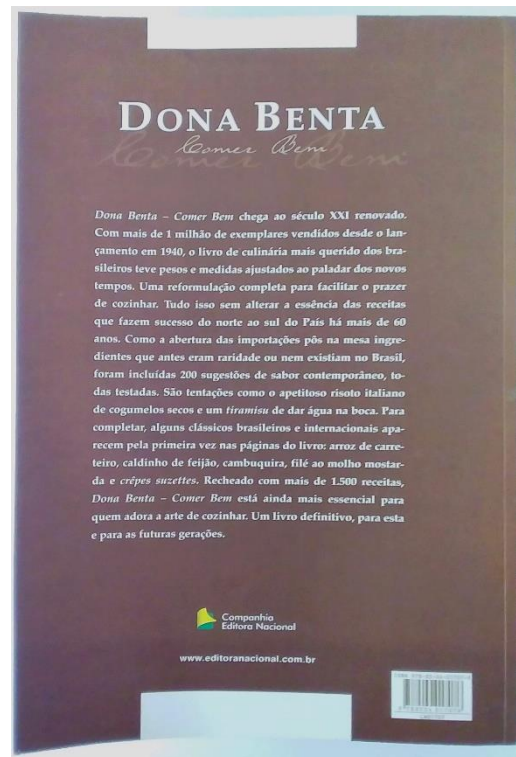 DONA BENTA
Comer Bem
Dona Benta – Comer Bem chega ao século XXI renovado.
Com mais de 1 milhão de exemplares vendidos desde o lan-
çamento em 1940, o livro de culinária mais querido dos bra-
sileiros teve pesos e medidas ajustados ao paladar dos novos
tempos. Uma reformulação completa para facilitar o prazer
de cozinhar. Tudo isso sem alterar a essência das receitas
que fazem sucesso do norte ao sul do País há mais de 60
anos. Como a abertura das importações pôs na mesa ingre-
dientes que antes eram raridade ou nem existiam no Brasil,
foram incluídas 200 sugestões de sabor contemporâneo, to-
das testadas. São tentações como o apetitoso risoto italiano
de cogumelos secos e um tiramisu de dar água na boca. Para
completar, alguns clássicos brasileiros e internacionais apa-
recem pela primeira vez nas páginas do livro: arroz de carre-
teiro, caldinho de feijão, cambuquira, filé ao molho mostar-
da e crêpes suzettes. Recheado com mais de 1.500 receitas,
Dona Benta – Comer Bem está ainda mais essencial para
quem adora a arte de cozinhar. Um livro definitivo, para esta
e para as futuras gerações.
Companhia
Editora Nacional
www.editoranacional.com.br